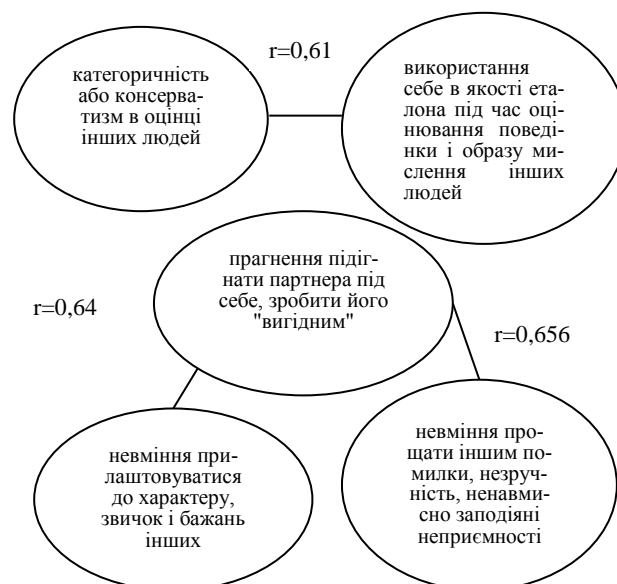 r=0,61
категоричність
або консерва-
тизм в оцінці
інших людей
використання
себе в якості ета-
лона під час оці-
нювання поведі-
нки і образу ми-
слення інших
людей
прагнення підіг-
нати партнера під
себе, зробити його
"вигідним"
r=0,64
r=0,656
невміння при-
лаштовуватися
до характеру,
звичок і бажань
інших
невміння про-
щати іншим по-
милки, незруч-
ність, ненавми-
сно заподіяні
неприємності